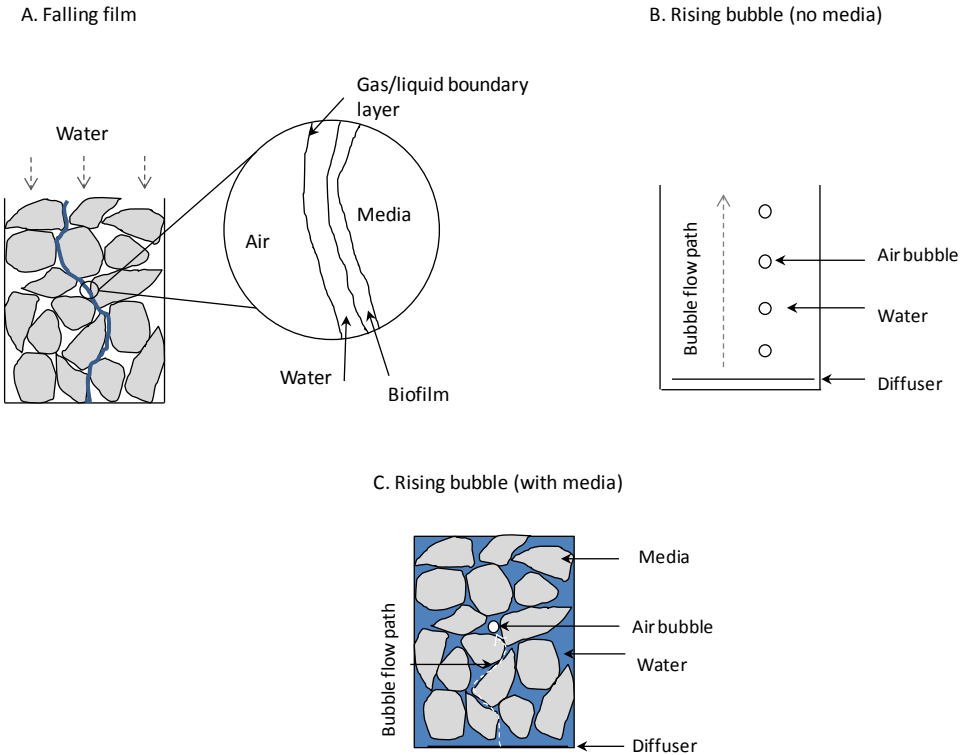 A. Falling film
B. Rising bubble (no media)
Gas/liquid boundary
layer
Water
Media
Air
Water
Biofilm
Bubble flow path
Air bubble
Water
Diffuser
C. Rising bubble (with media)
Bubble flow path
Media
Air bubble
Water
Diffuser